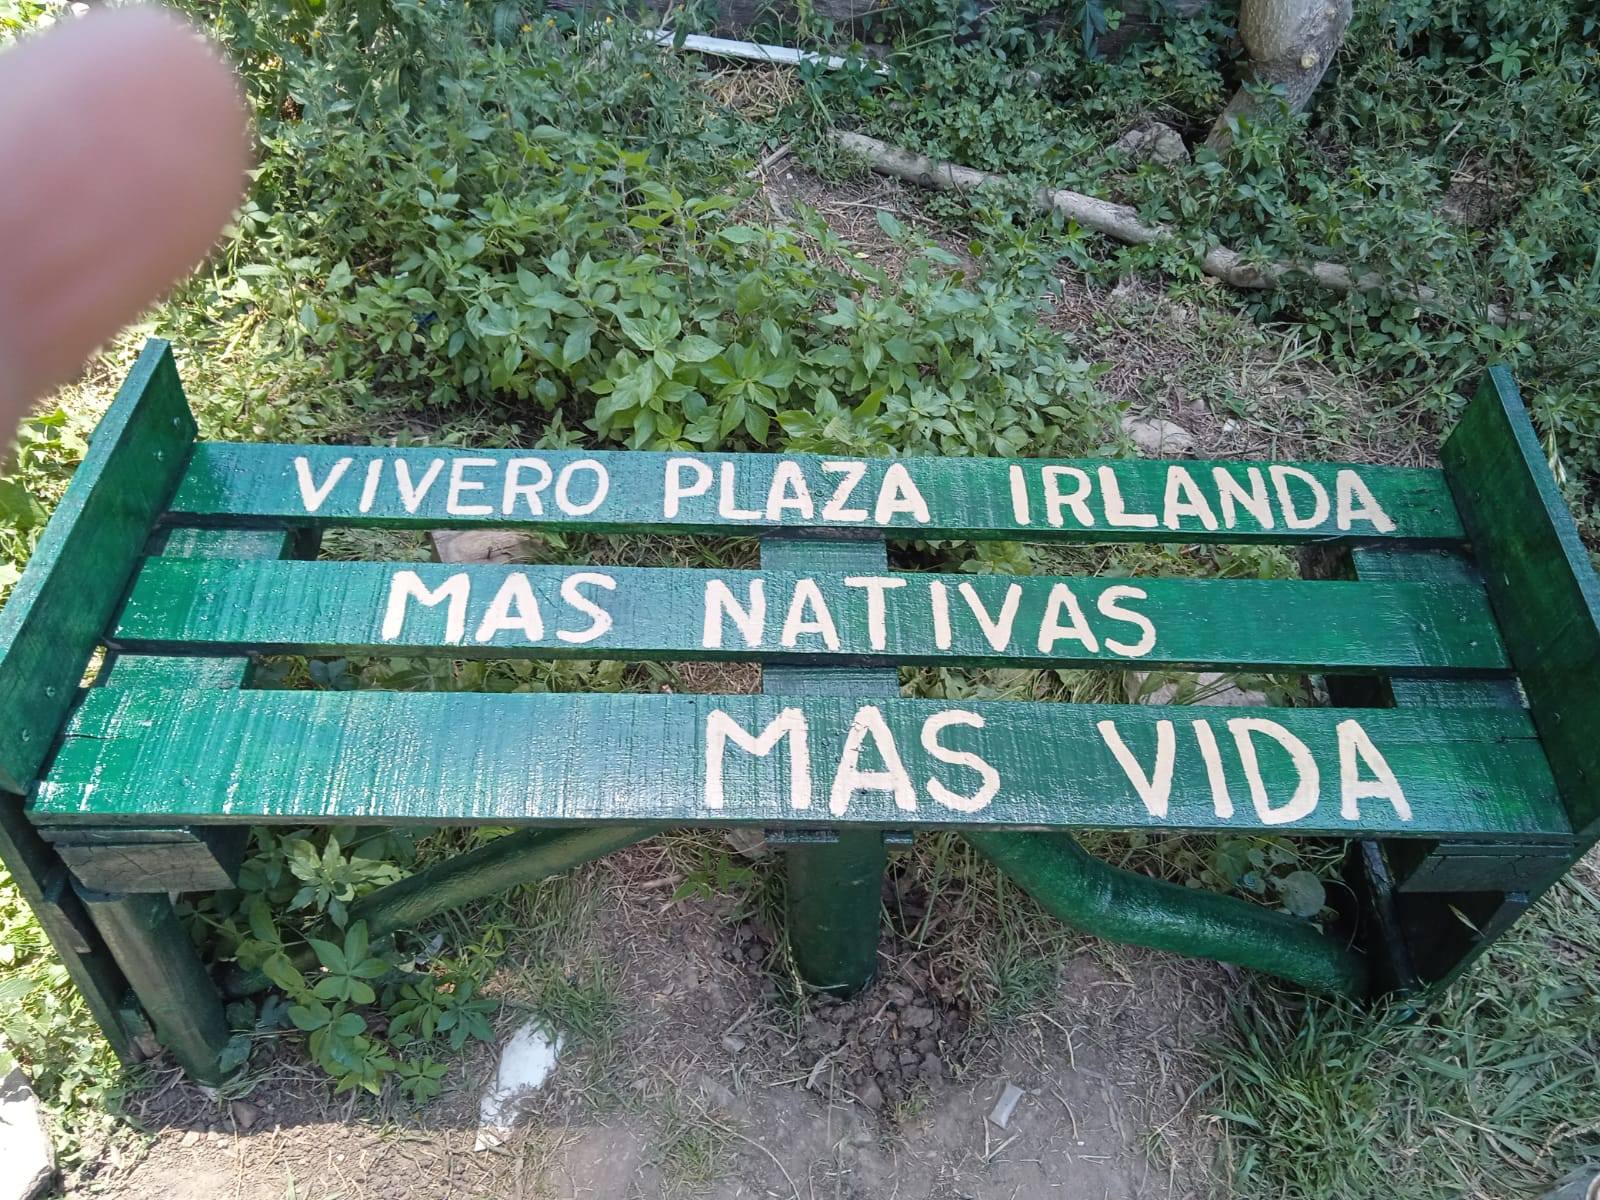 VIVERO PLAZA IRLANDA
MAS NATIVAS
MAS VIDA